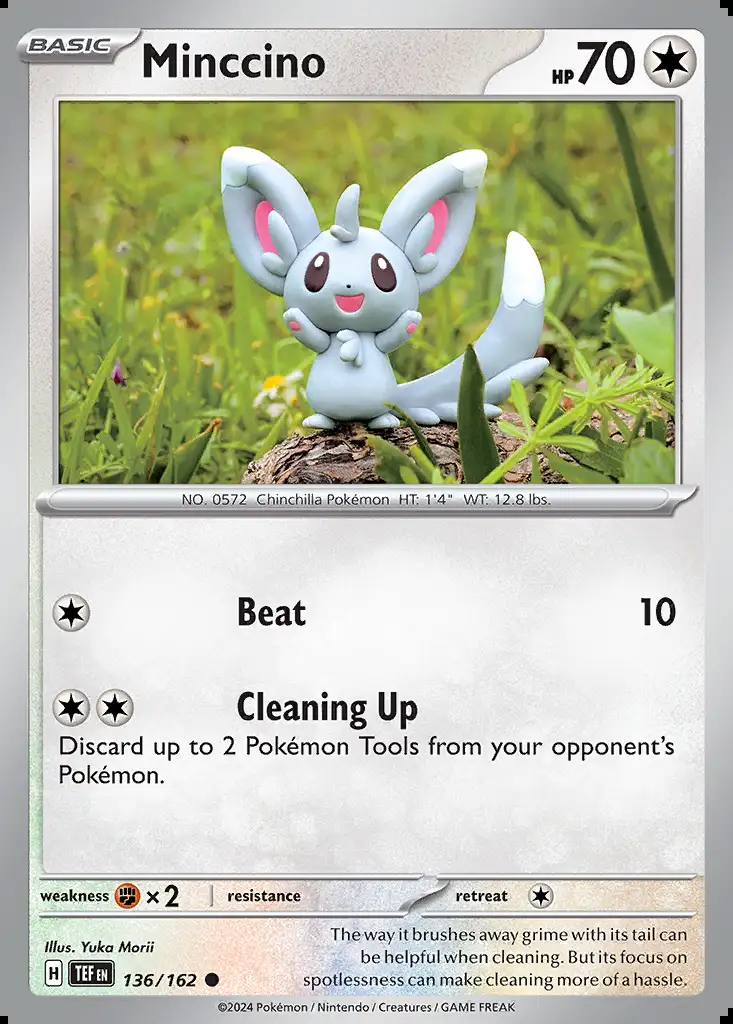 BASIC
Minccino
HP 70
NO. 0572 Chinchilla Pokémon HT: 1'4" WT: 12.8 lbs.
Beat 10
Cleaning Up
Discard up to 2 Pokémon Tools from your opponent's
Pokémon.
weakness ×2 resistance retreat
Illus. Yuka Morii
The way it brushes away grime with its tail can
be helpful when cleaning. But its focus on
spotlessness can make cleaning more of a hassle.
H TEF EN 136/162
©2024 Pokémon / Nintendo / Creatures / GAME FREAK